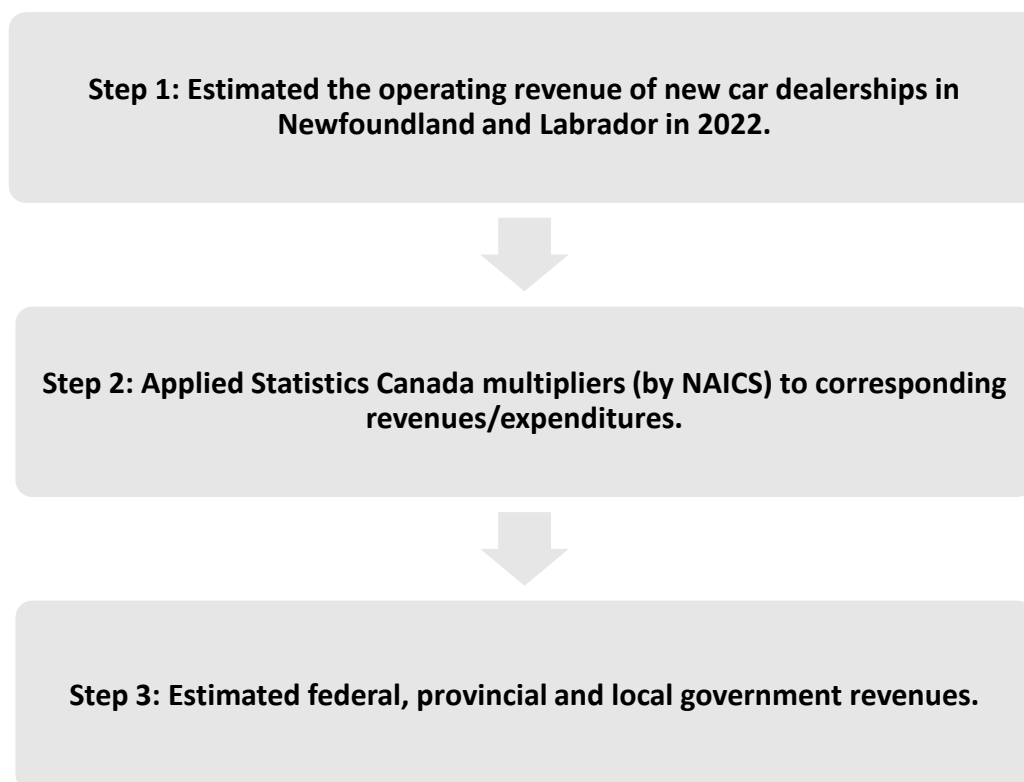 Step 1: Estimated the operating revenue of new car dealerships in
Newfoundland and Labrador in 2022.
Step 2: Applied Statistics Canada multipliers (by NAICS) to corresponding
revenues/expenditures.
Step 3: Estimated federal, provincial and local government revenues.